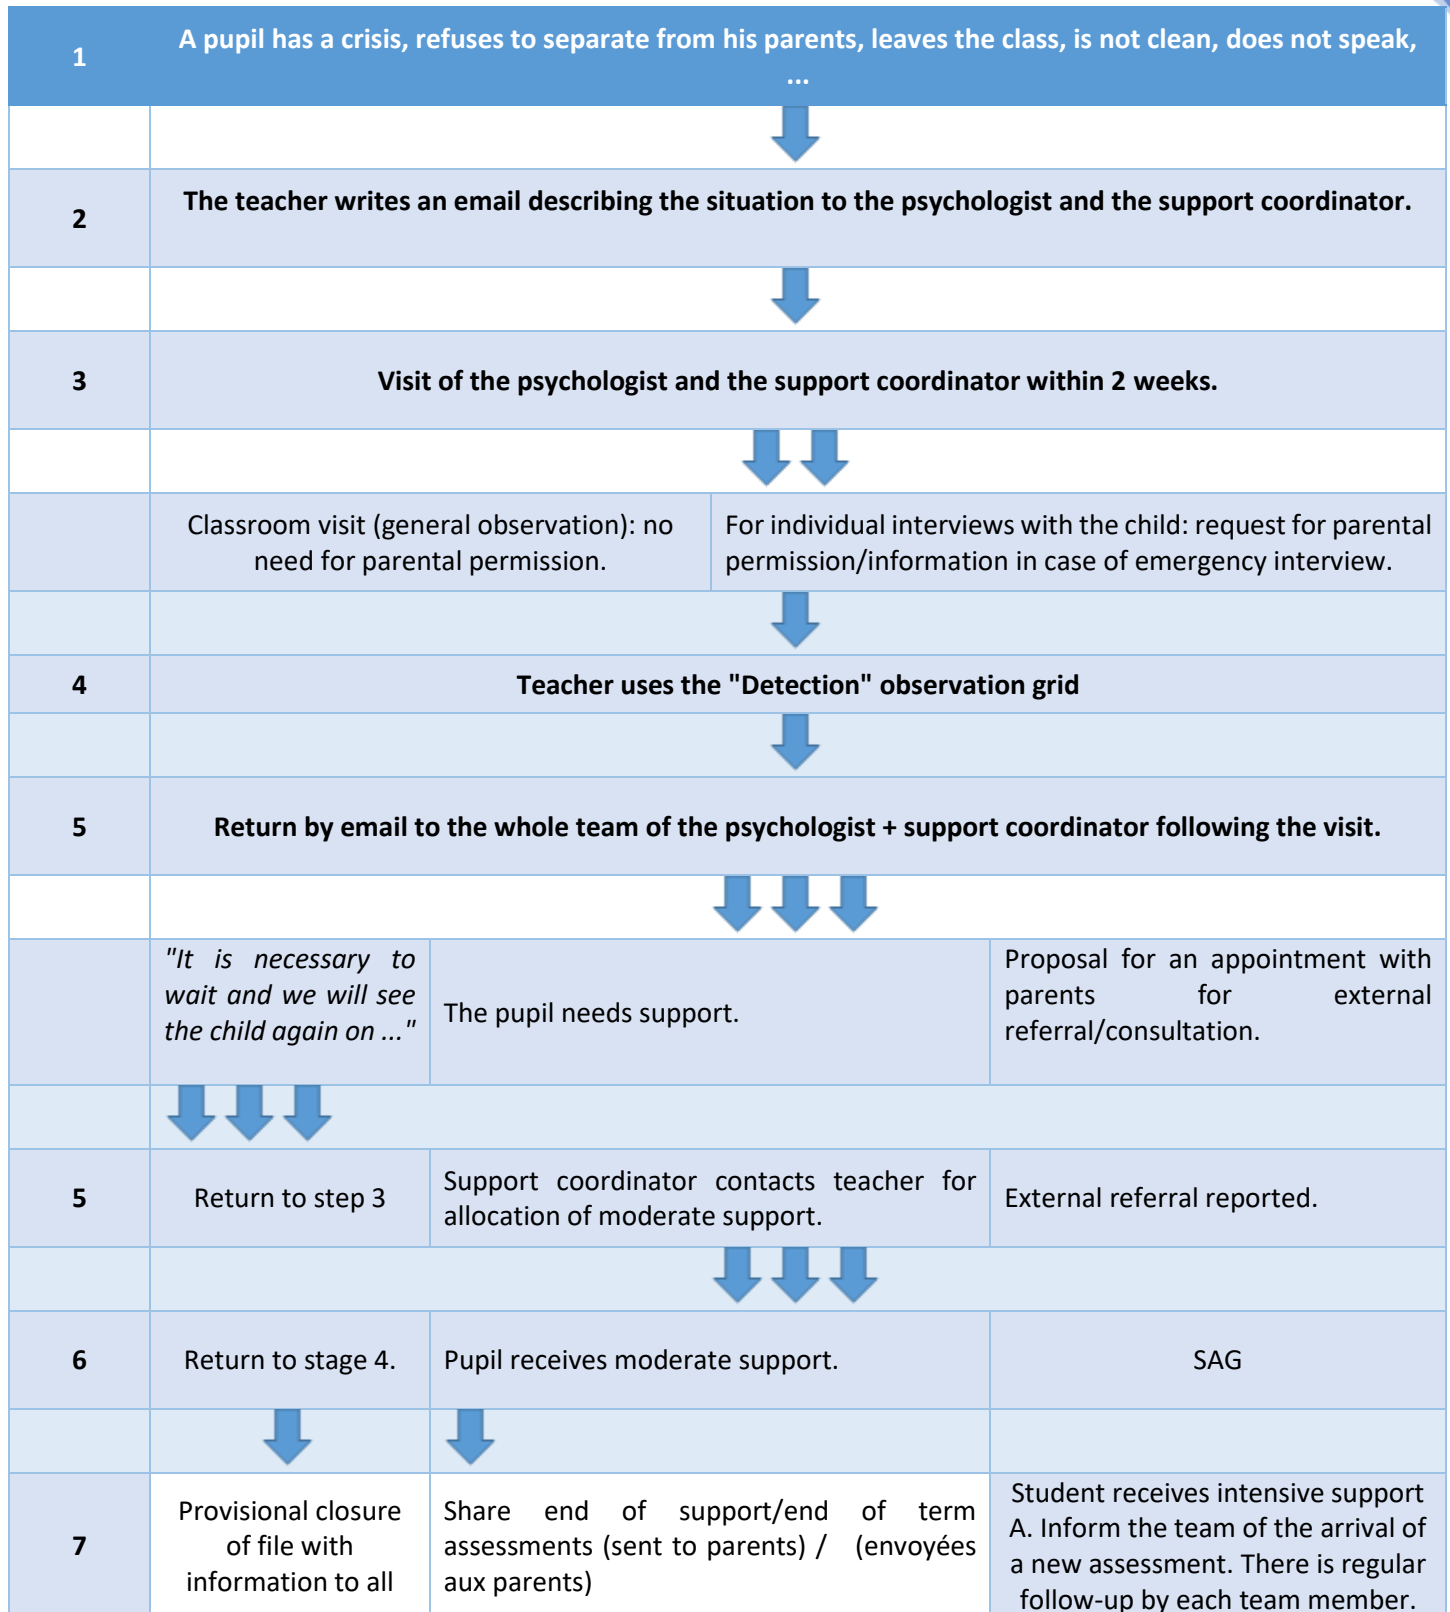 1
A pupil has a crisis, refuses to separate from his parents, leaves the class, is not clean, does not speak,
...
2
The teacher writes an email describing the situation to the psychologist and the support coordinator.
3
Visit of the psychologist and the support coordinator within 2 weeks.
Classroom visit (general observation): no
need for parental permission.
For individual interviews with the child: request for parental
permission/information in case of emergency interview.
4
Teacher uses the "Detection" observation grid
5
Return by email to the whole team of the psychologist + support coordinator following the visit.
"It is necessary to
wait and we will see
the child again on ..."
The pupil needs support.
Proposal for an appointment with
parents for external
referral/consultation.
5
Return to step 3
Support coordinator contacts teacher for
allocation of moderate support.
External referral reported.
6
Return to stage 4.
Pupil receives moderate support.
SAG
7
Provisional closure
of file with
information to all
Share end of support/end of term
assessments (sent to parents) / (envoyées
aux parents)
Student receives intensive support
A. Inform the team of the arrival of
a new assessment. There is regular
follow-up by each team member.